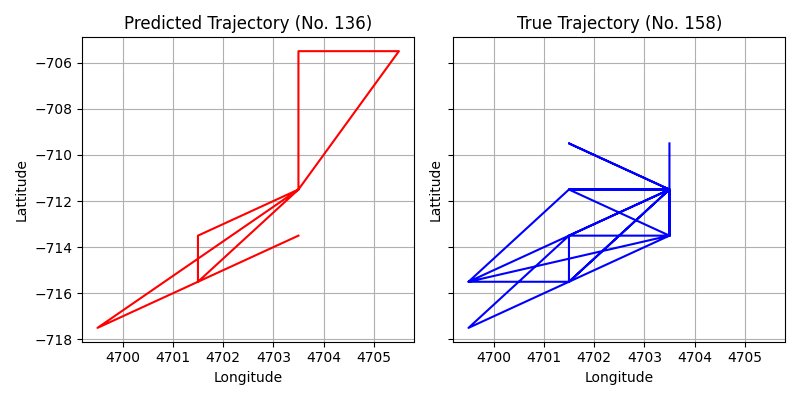 Predicted Trajectory (No. 136)
True Trajectory (No. 158)
Lattitude
−706
−708
−710
−712
−714
−716
−718
4700 4701 4702 4703 4704 4705
Longitude
Lattitude
4700 4701 4702 4703 4704 4705
Longitude